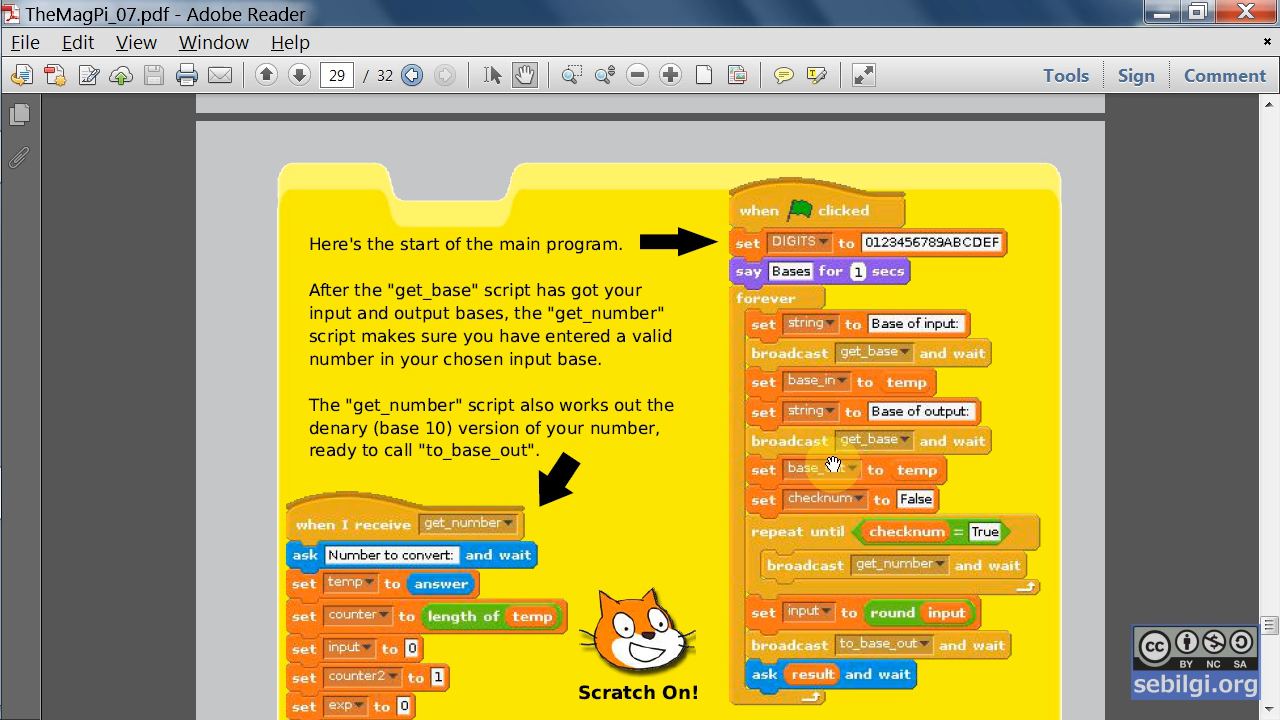 TheMagPi_07.pdf - Adobe Reader
File Edit View Window Help
29 / 32
Tools Sign Comment
Here's the start of the main program.
After the "get_base" script has got your
input and output bases, the "get_number"
script makes sure you have entered a valid
number in your chosen input base.
The "get_number" script also works out the
denary (base 10) version of your number,
ready to call "to_base_out".
when I receive get_number
ask Number to convert: and wait
set temp to answer
set counter to length of temp
set input to 0
set counter2 to 1
set exp to 0
Scratch On!
when clicked
set DIGITS to 0123456789ABCDEF
say Bases for 1 secs
forever
set string to Base of input:
broadcast get_base and wait
set base_in to temp
set string to Base of output:
broadcast get_base and wait
set to temp
set checknum to False
repeat until checknum = True
broadcast get_number and wait
set input to round input
broadcast to_base_out and wait
ask result and wait
cc BY NC SA
sebilgi.org